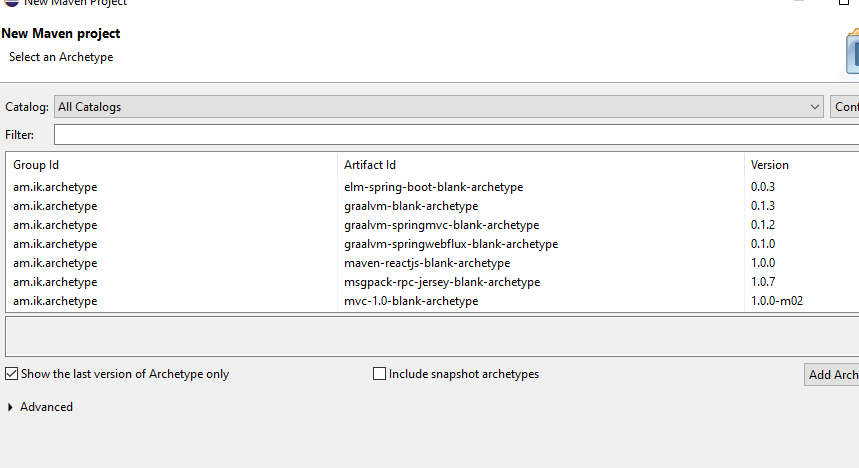 New Maven Project
New Maven project
Select an Archetype
Catalog: All Catalogs
Filter:
Group Id Artifact Id Version
am.ik.archetype elm-spring-boot-blank-archetype 0.0.3
am.ik.archetype graalvm-blank-archetype 0.1.3
am.ik.archetype graalvm-springmvc-blank-archetype 0.1.2
am.ik.archetype graalvm-springwebflux-blank-archetype 0.1.0
am.ik.archetype maven-reactjs-blank-archetype 1.0.0
am.ik.archetype msgpack-rpc-jersey-blank-archetype 1.0.7
am.ik.archetype mvc-1.0-blank-archetype 1.0.0-m02
Show the last version of Archetype only Include snapshot archetypes Add Arch
Advanced